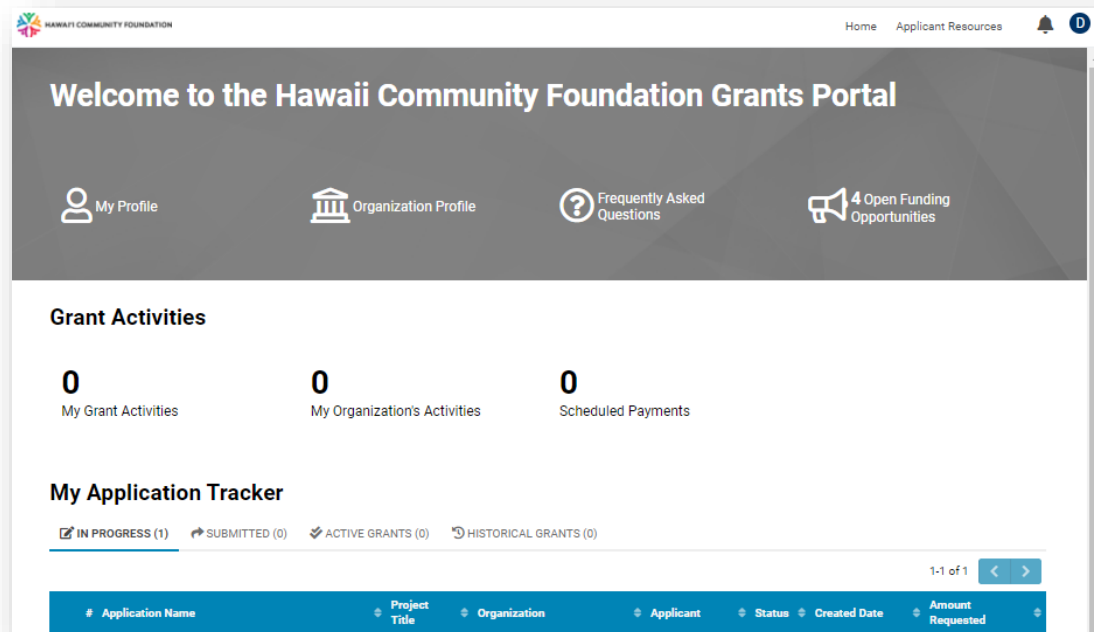 HAWAI'I COMMUNITY FOUNDATION
Home Applicant Resources D
Welcome to the Hawaii Community Foundation Grants Portal
My Profile
Organization Profile
Frequently Asked
Questions
4 Open Funding
Opportunities
Grant Activities
0
My Grant Activities
0
My Organization's Activities
0
Scheduled Payments
My Application Tracker
IN PROGRESS (1) SUBMITTED (0) ACTIVE GRANTS (0) HISTORICAL GRANTS (0)
1-1 of 1
# Application Name
Project
Title
Organization
Applicant
Status
Created Date
Amount
Requested